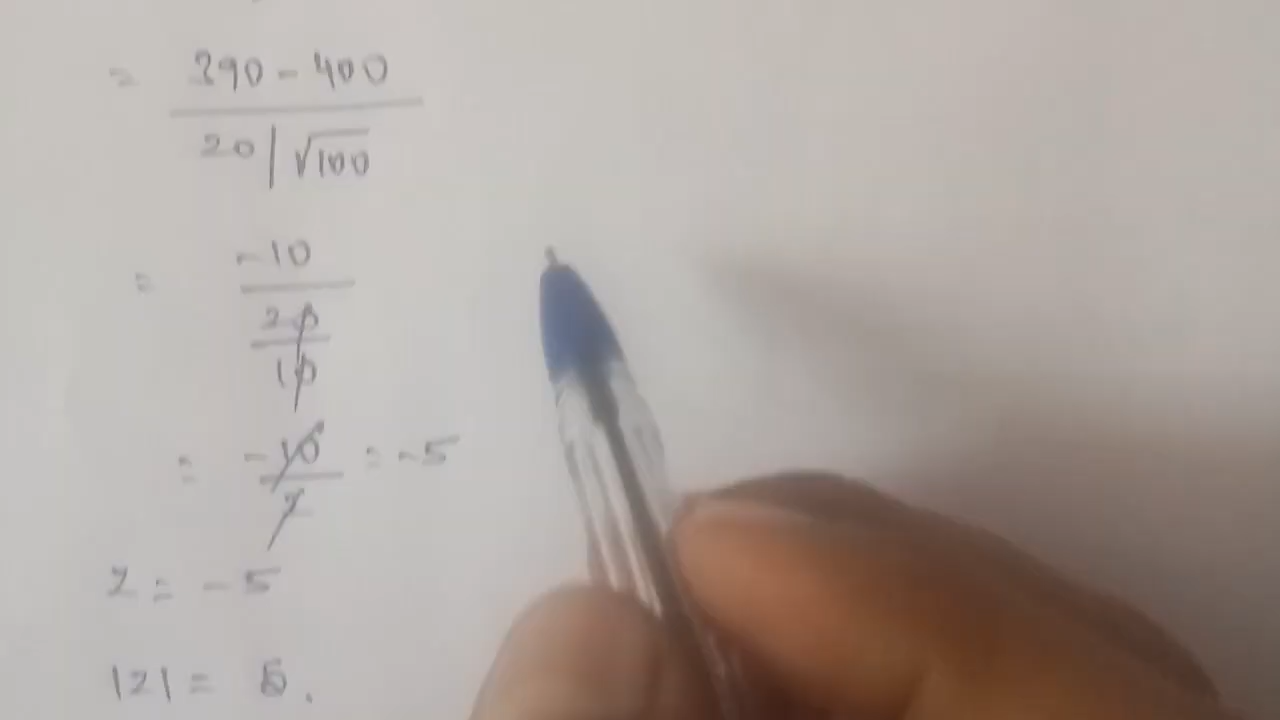 = 390 - 400
20 / √100
= -10
20
10
= -10 = -5
2
Z = -5
|Z| = 5.